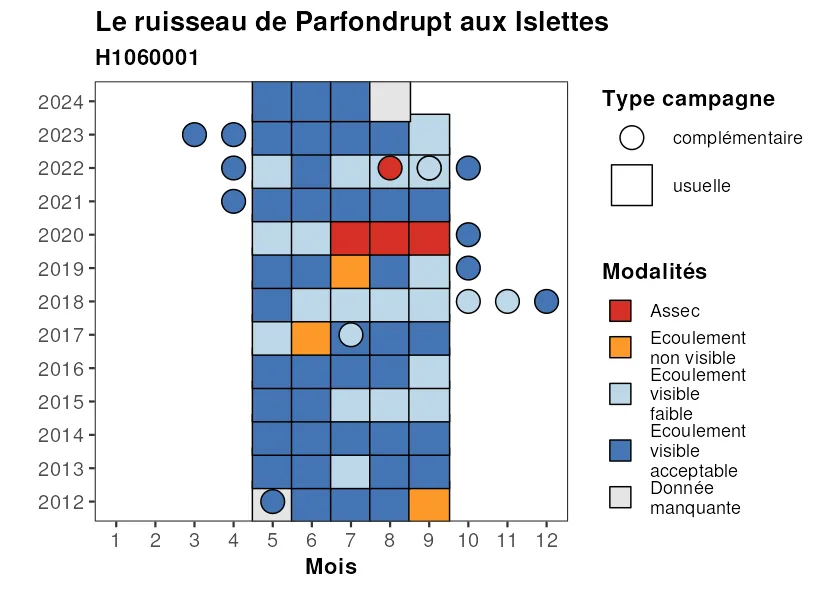 Le ruisseau de Parfondrupt aux Islettes
H1060001
2024
2023
2022
2021
2020
2019
2018
2017
2016
2015
2014
2013
2012
1 2 3 4 5 6 7 8 9 10 11 12
Mois
Type campagne
complémentaire
usuelle
Modalités
Assec
Ecoulement
non visible
Ecoulement
visible
faible
Ecoulement
visible
acceptable
Donnée
manquante